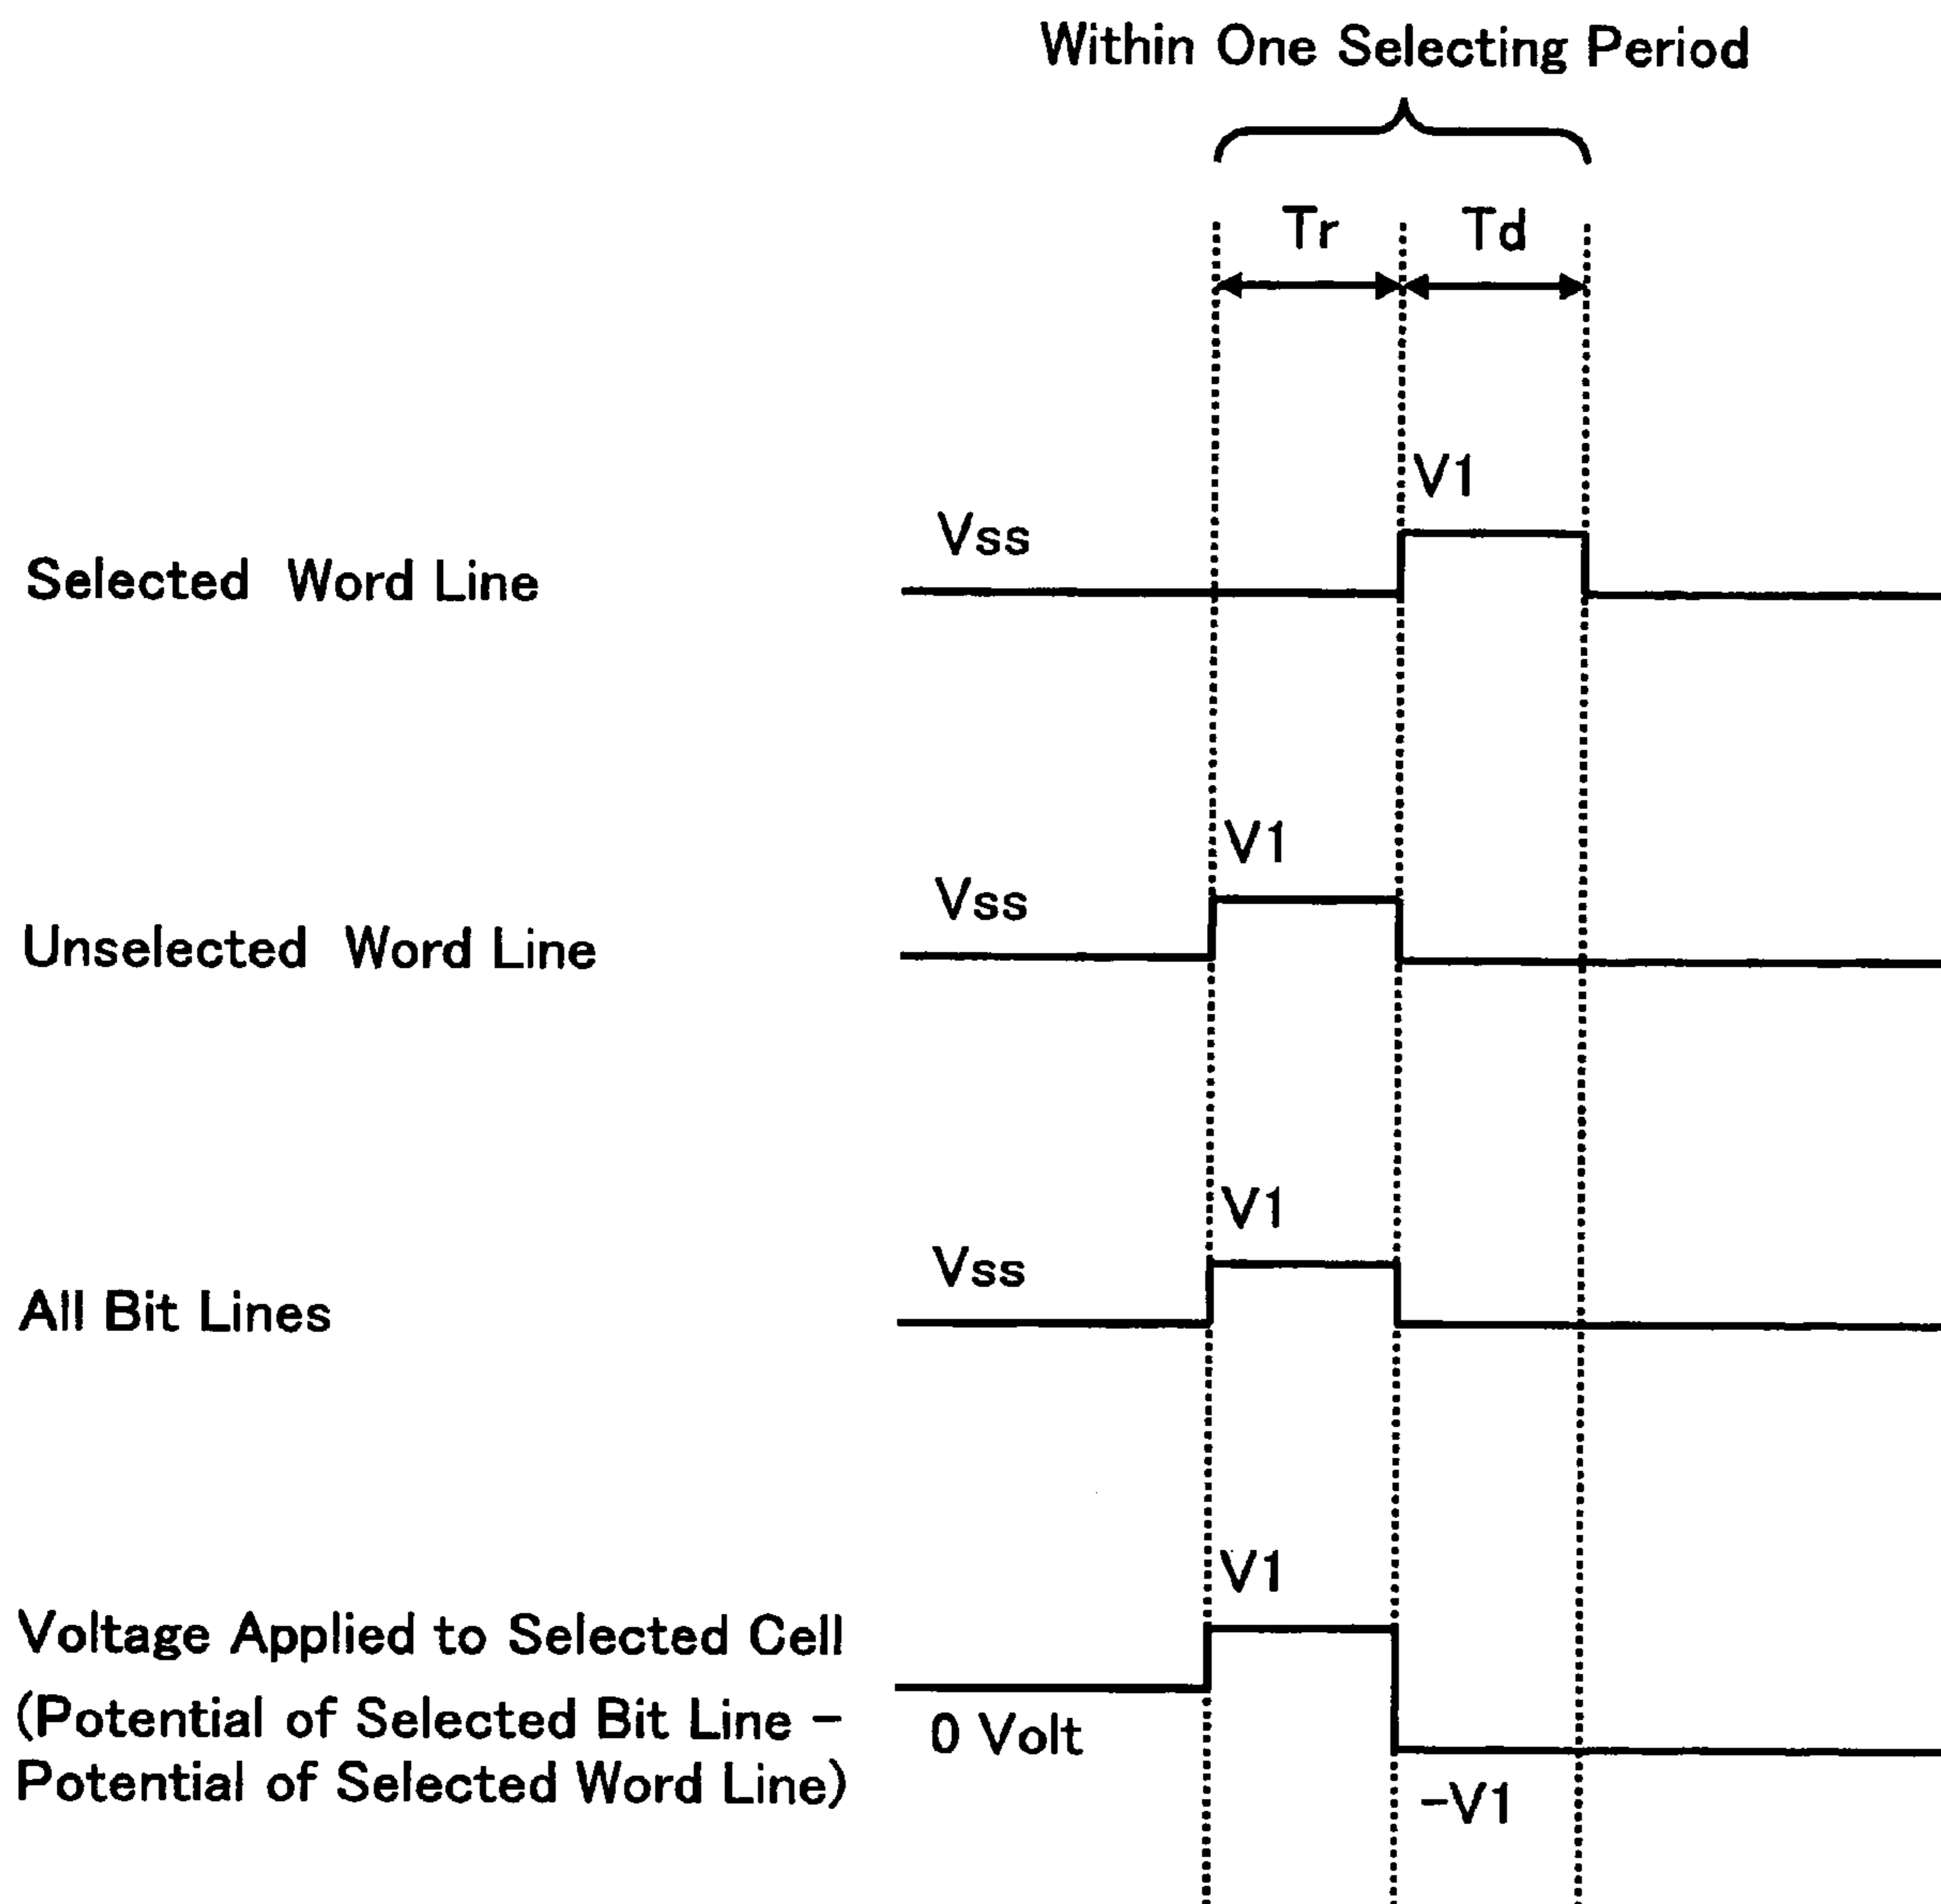 Within One Selecting Period
Tr
Td
V1
Vss
Selected Word Line
V1
Vss
Unselected Word Line
V1
Vss
All Bit Lines
V1
Voltage Applied to Selected Cell
(Potential of Selected Bit Line -
Potential of Selected Word Line)
0 Volt
-V1